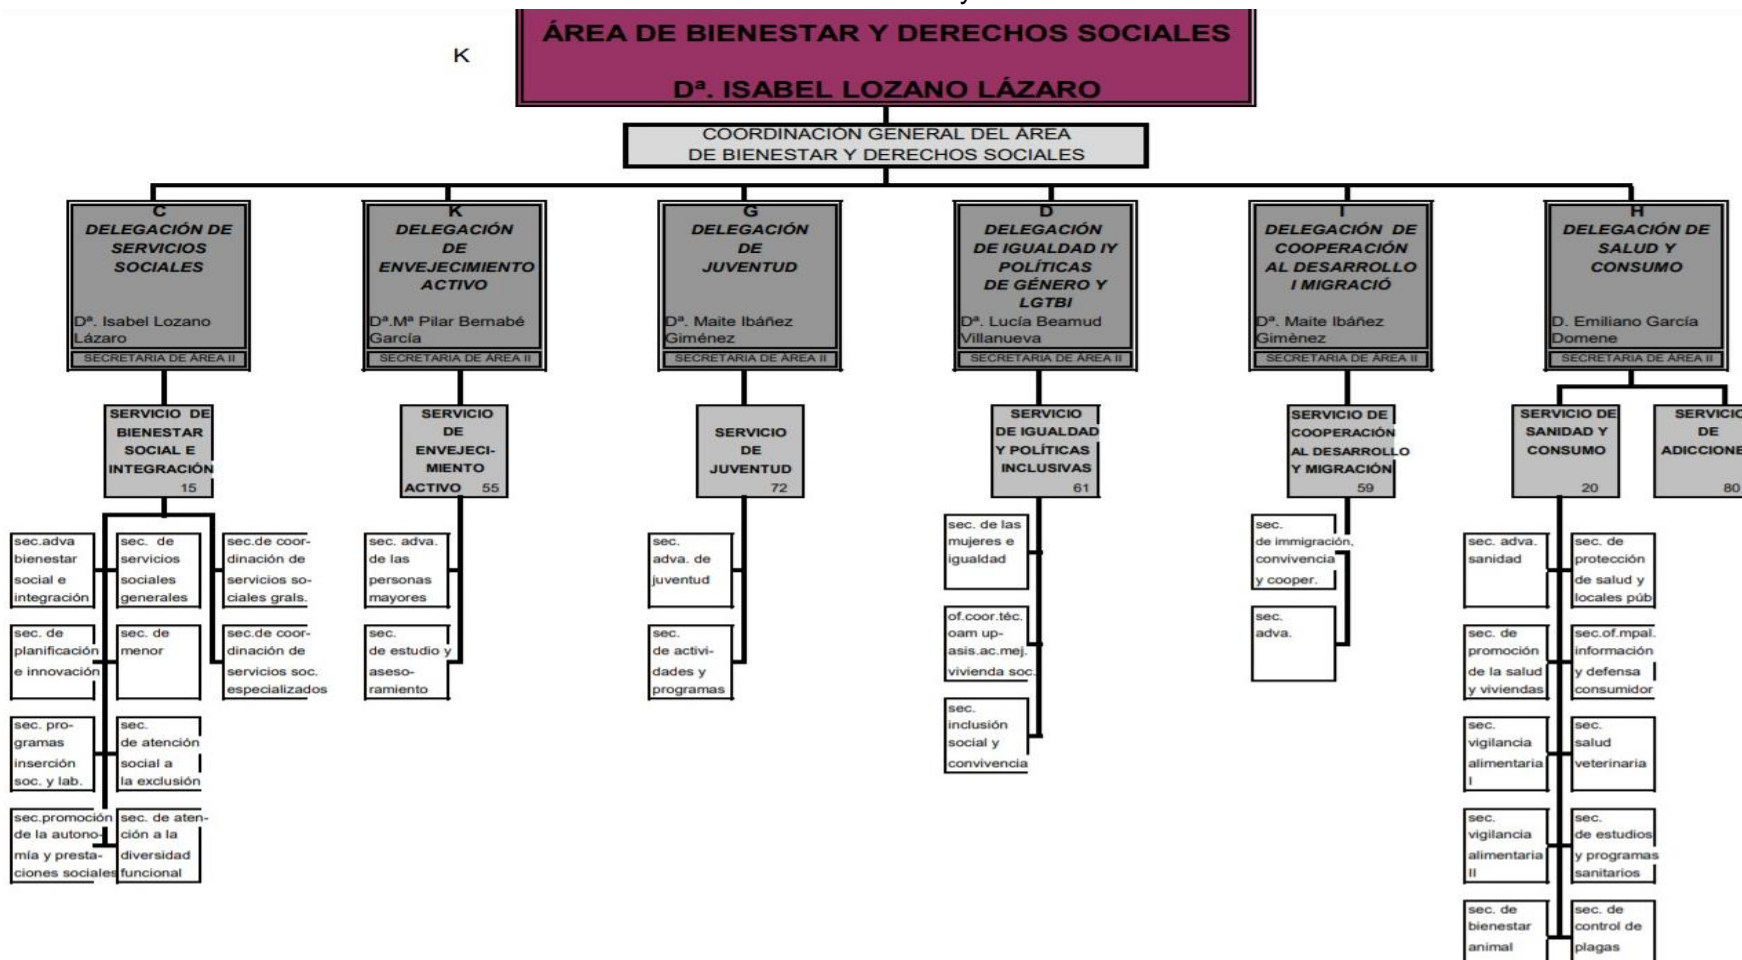 ÁREA DE BIENESTAR Y DERECHOS SOCIALES
K
Dª. ISABEL LOZANO LÁZARO
COORDINACIÓN GENERAL DEL ÁREA
DE BIENESTAR Y DERECHOS SOCIALES
C
DELEGACIÓN DE
SERVICIOS
SOCIALES
Dª. Isabel Lozano
Lázaro
SECRETARIA DE ÁREA II
K
DELEGACIÓN
DE
ENVEJECIMIENTO
ACTIVO
Dª.Mª Pilar Bernabé
García
SECRETARIA DE ÁREA II
G
DELEGACIÓN
DE
JUVENTUD
Dª. Maite Ibáñez
Giménez
SECRETARIA DE ÁREA II
D
DELEGACIÓN
DE IGUALDAD IY
POLÍTICAS
DE GÉNERO Y
LGTBI
Dª. Lucía Beamud
Villanueva
SECRETARIA DE ÁREA II
I
DELEGACIÓN DE
COOPERACIÓN
AL DESARROLLO
I MIGRACIÓ
Dª. Maite Ibáñez
Gimènez
SECRETARIA DE ÁREA II
H
DELEGACIÓN DE
SALUD Y
CONSUMO
D. Emiliano García
Domene
SECRETARIA DE ÁREA II
SERVICIO DE
BIENESTAR
SOCIAL E
INTEGRACIÓN
15
SERVICIO
DE
ENVEJECI-
MIENTO
ACTIVO 55
SERVICIO
DE
JUVENTUD
72
SERVICIO
DE IGUALDAD
Y POLÍTICAS
INCLUSIVAS
61
SERVICIO DE
COOPERACIÓN
AL DESARROLLO
Y MIGRACIÓN
59
SERVICIO DE
SANIDAD Y
CONSUMO
20
SERVICIO
DE
ADICCIONE
80
sec.adva
bienestar
social e
integración
sec. de
servicios
sociales
generales
sec.de coor-
dinación de
servicios so-
ciales grals.
sec. de
planificación
e innovación
sec. de
menor
sec.de coor-
dinación de
servicios soc.
especializados
sec. pro-
gramas
inserción
soc. y lab.
sec.
de atención
social a
la exclusión
sec.promoción
de la autono-
mía y presta-
ciones sociales
sec. de aten-
ción a la
diversidad
funcional
sec. adva.
de las
personas
mayores
sec.
de estudio y
aseso-
ramiento
sec.
adva. de
juventud
sec.
de activi-
dades y
programas
sec. de las
mujeres e
igualdad
of.coor.téc.
oam up-
asis.ac.mej.
vivienda soc.
sec.
inclusión
social y
convivencia
sec.
de immigración,
convivencia
y cooper.
sec.
adva.
sec. adva.
sanidad
sec. de
protección
de salud y
locales púb
sec. de
promoción
de la salud
y viviendas
sec.of.mpal.
información
y defensa
consumidor
sec.
vigilancia
alimentaria
I
sec.
salud
veterinaria
sec.
vigilancia
alimentaria
II
sec.
de estudios
y programas
sanitarios
sec. de
bienestar
animal
sec. de
control de
plagas